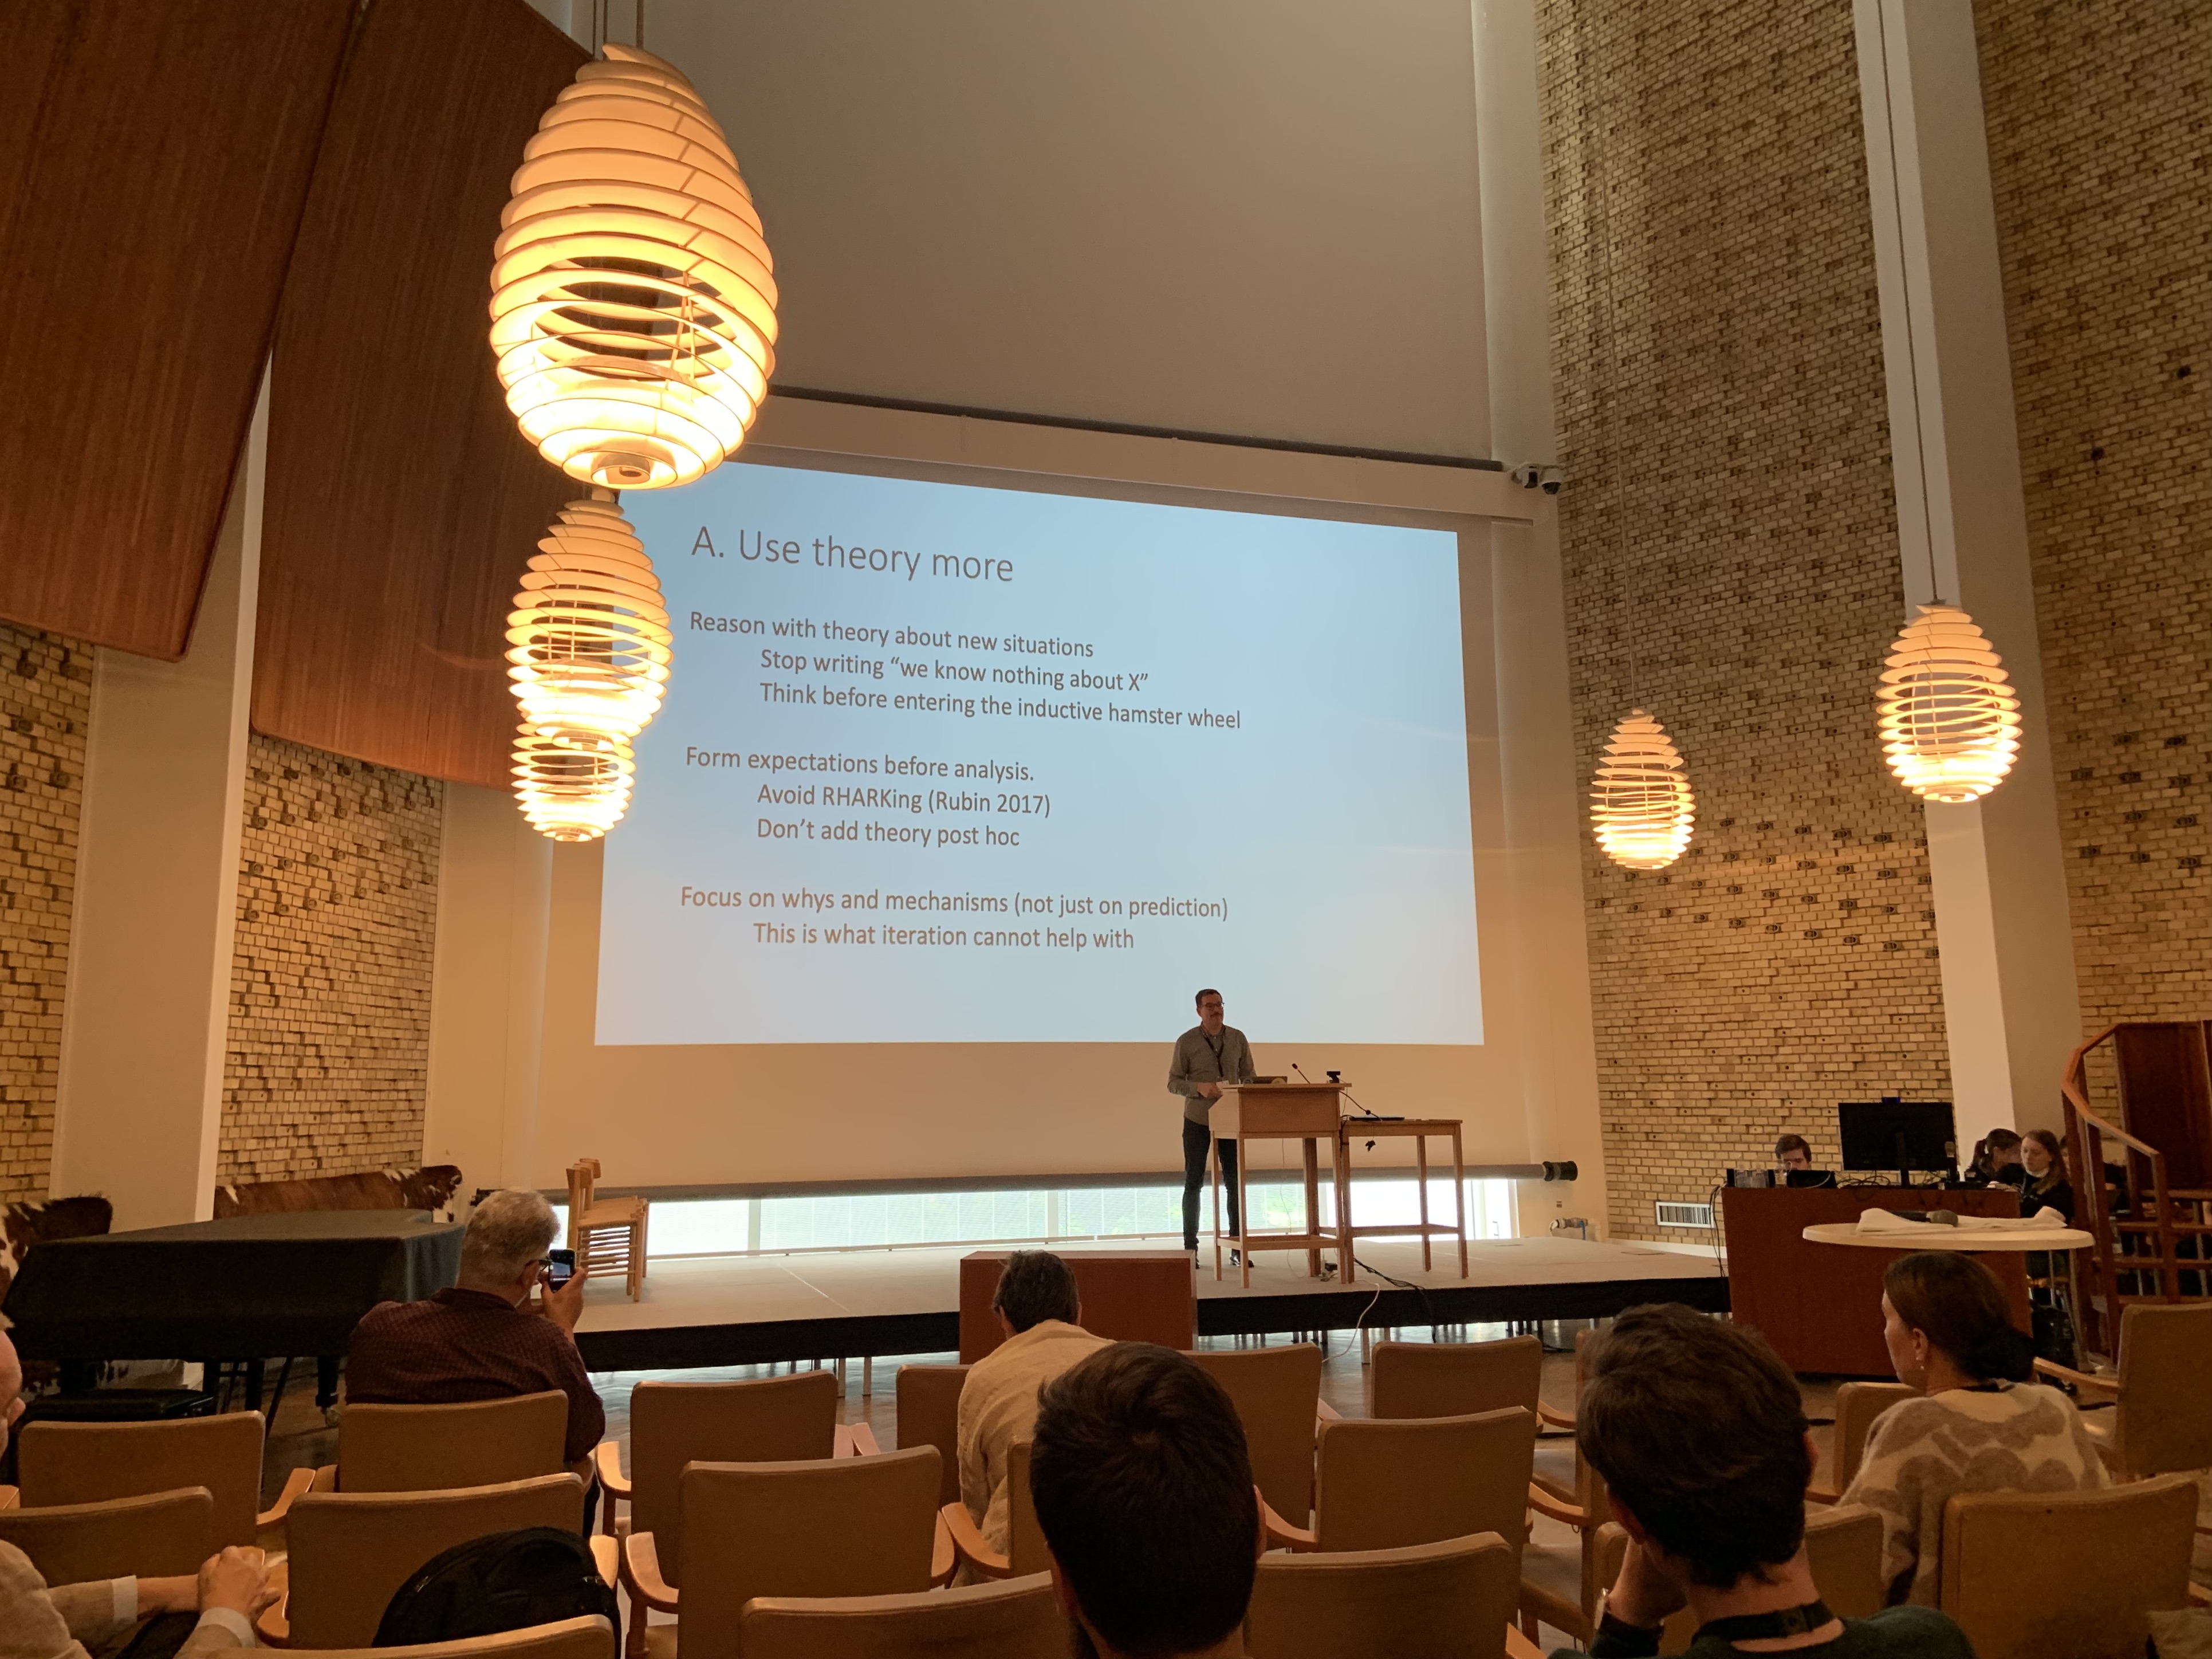 A. Use theory more
Reason with theory about new situations
Stop writing “we know nothing about X”
Think before entering the inductive hamster wheel
Form expectations before analysis.
Avoid RHARKing (Rubin 2017)
Don’t add theory post hoc
Focus on whys and mechanisms (not just on prediction)
This is what iteration cannot help with